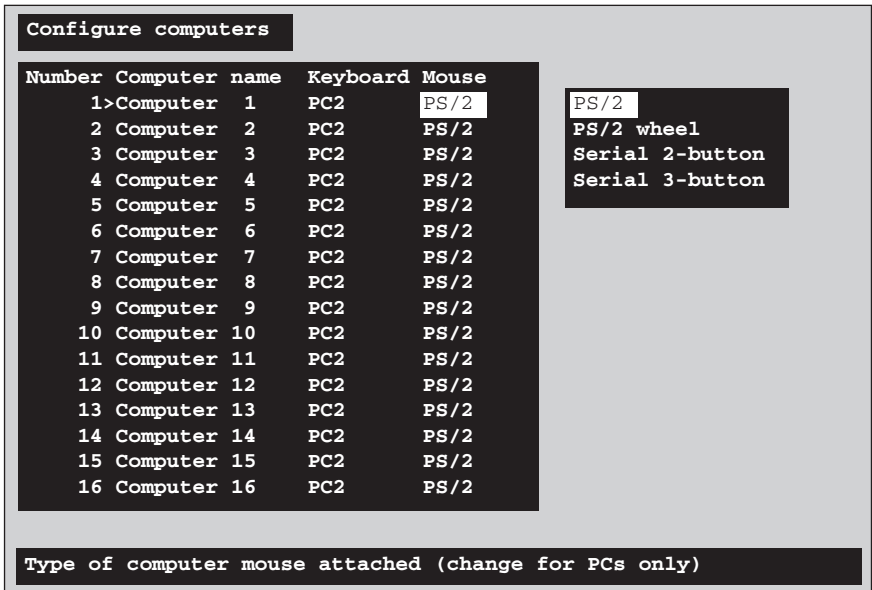 Configure computers
Number Computer name Keyboard Mouse
1>Computer 1 PC2 PS/2
2 Computer 2 PC2 PS/2
3 Computer 3 PC2 PS/2
4 Computer 4 PC2 PS/2
5 Computer 5 PC2 PS/2
6 Computer 6 PC2 PS/2
7 Computer 7 PC2 PS/2
8 Computer 8 PC2 PS/2
9 Computer 9 PC2 PS/2
10 Computer 10 PC2 PS/2
11 Computer 11 PC2 PS/2
12 Computer 12 PC2 PS/2
13 Computer 13 PC2 PS/2
14 Computer 14 PC2 PS/2
15 Computer 15 PC2 PS/2
16 Computer 16 PC2 PS/2
PS/2
PS/2 wheel
Serial 2-button
Serial 3-button
Type of computer mouse attached (change for PCs only)